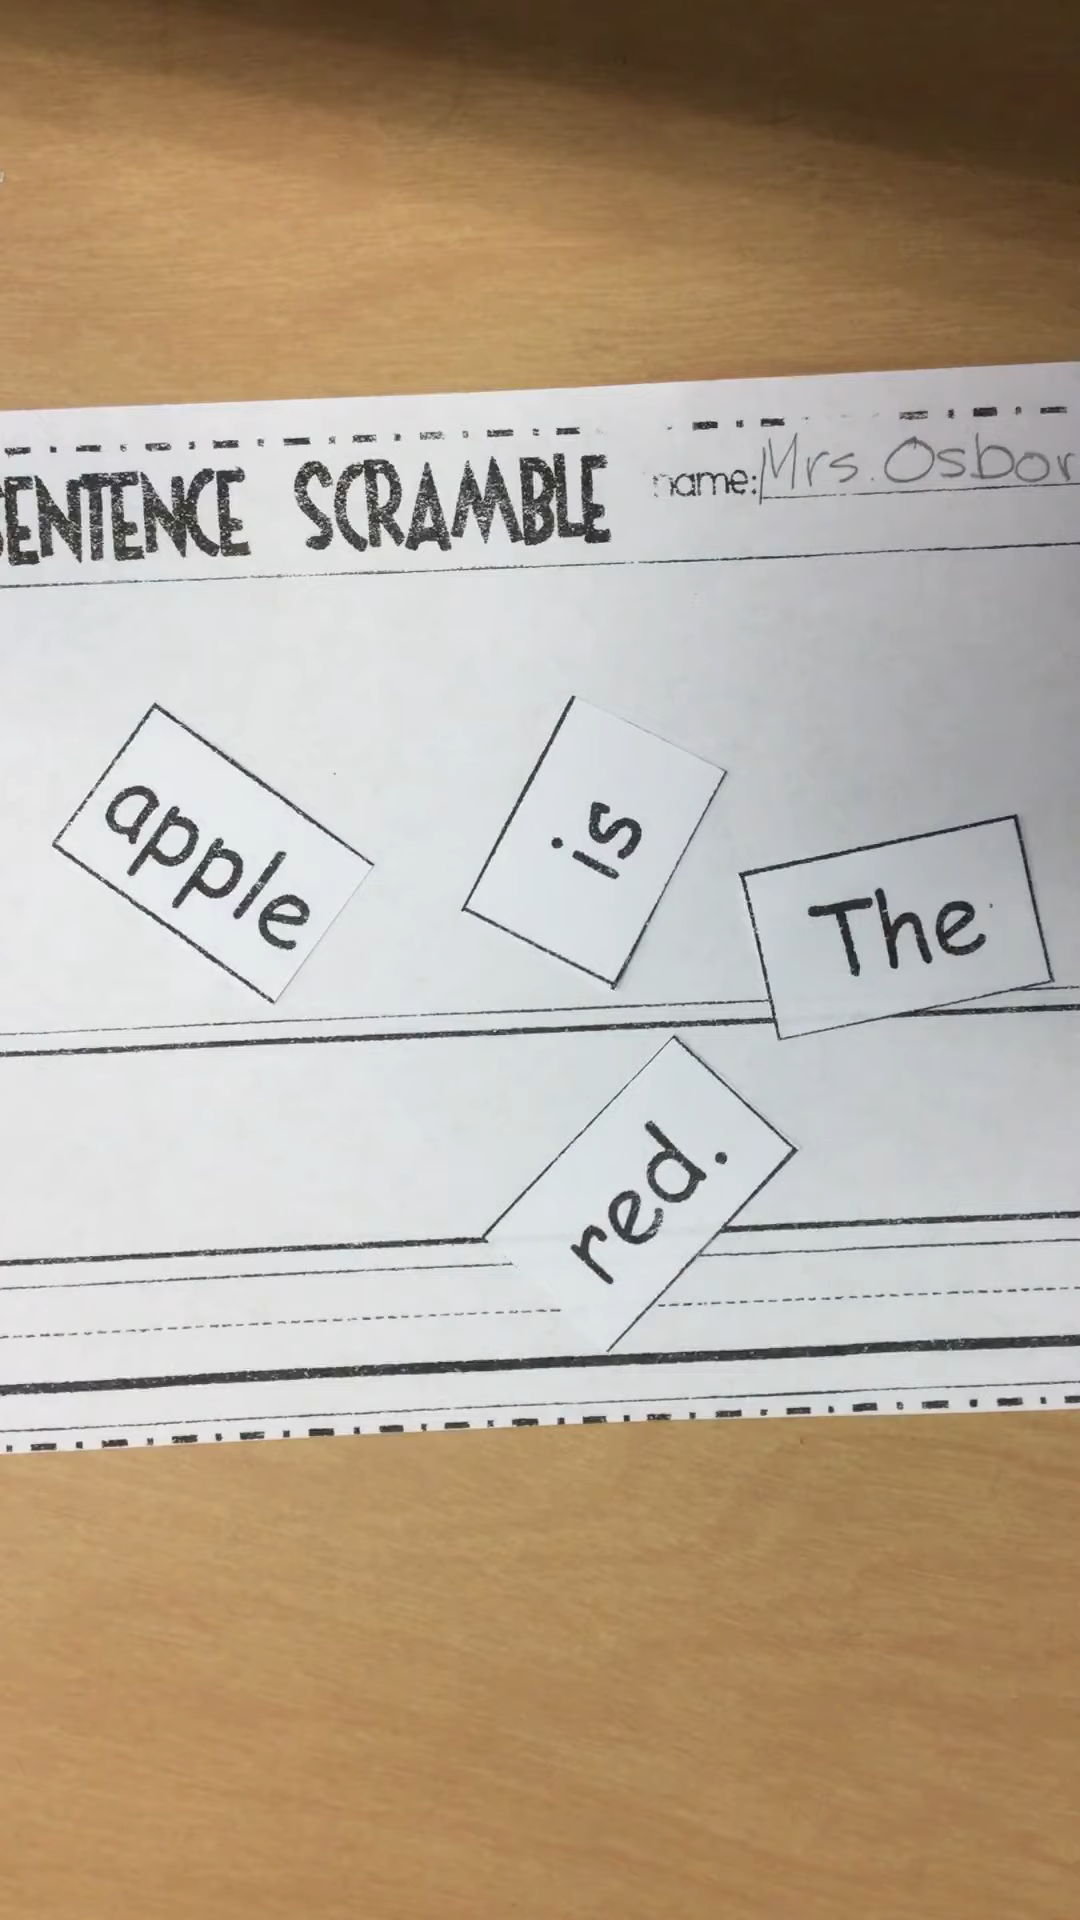 SENTENCE SCRAMBLE
name: Mrs. Osbor
apple
is
The
red.